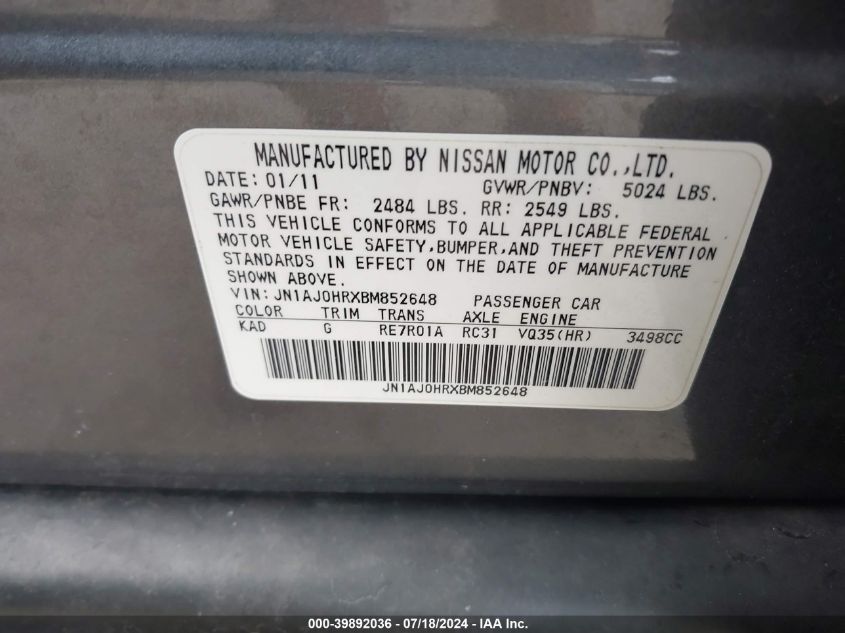 MANUFACTURED BY NISSAN MOTOR CO.,LTD.
DATE: 01/11 GVWR/PNBV: 5024 LBS.
GAWR/PNBE FR: 2484 LBS. RR: 2549 LBS.
THIS VEHICLE CONFORMS TO ALL APPLICABLE FEDERAL
MOTOR VEHICLE SAFETY,BUMPER,AND THEFT PREVENTION
STANDARDS IN EFFECT ON THE DATE OF MANUFACTURE
SHOWN ABOVE.
VIN: JN1AJ0HRXBM852648 PASSENGER CAR
COLOR TRIM TRANS AXLE ENGINE
KAD G RE7R01A RC31 VQ35(HR) 3498CC
JN1AJ0HRXBM852648
000-39892036 - 07/18/2024 - IAA Inc.